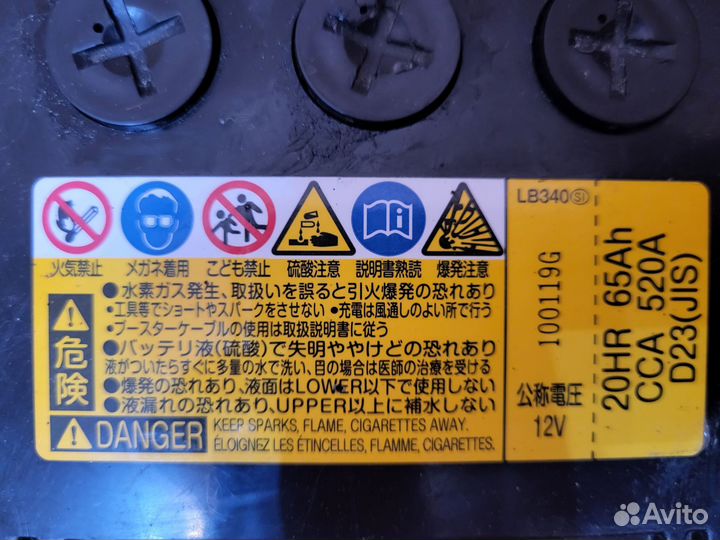 火気禁止 メガネ着用 こども禁止 硫酸注意 説明書熟読 爆発注意
危険
●水素ガス発生、取扱いを誤ると引火爆発の恐れあり
•工具等でショートやスパークをさせない •充電は風通しのよい所で行う
•ブースターケーブルの使用は取扱説明書に従う
●バッテリ液(硫酸)で失明ややけどの恐れあり
液がついたらすぐに多量の水で洗い、目の場合は医師の治療を受ける
●爆発の恐れあり、液面はLOWER以下で使用しない
●液漏れの恐れあり、UPPER以上に補水しない
DANGER
KEEP SPARKS, FLAME, CIGARETTES AWAY.
ÉLOIGNEZ LES ÉTINCELLES, FLAMME, CIGARETTES.
LB340 SI
100119G
公称電圧
12V
20HR 65Ah
CCA 520A
D23(JIS)
Avito